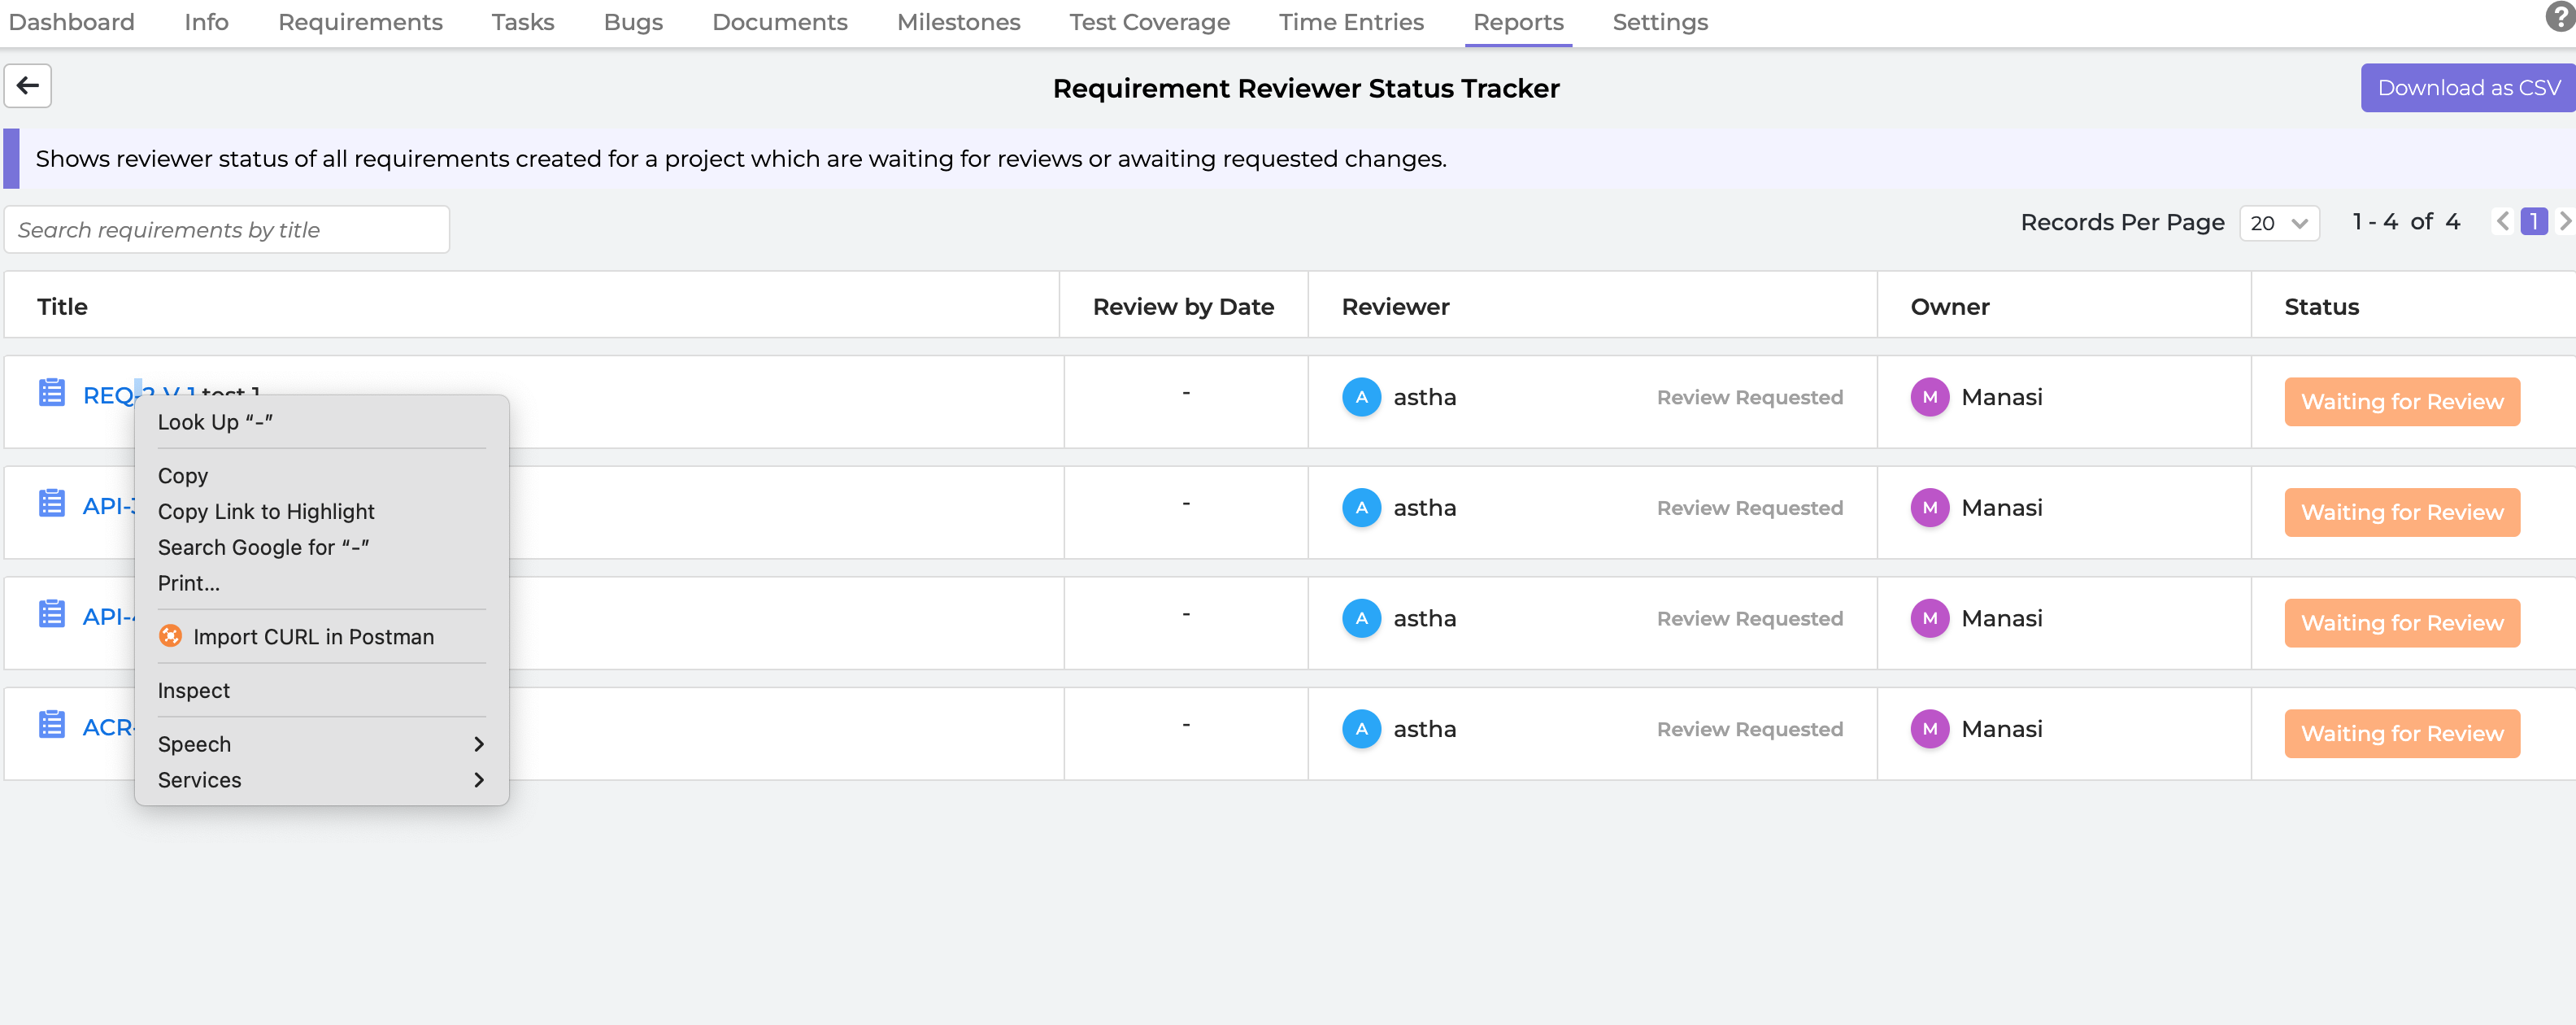 Dashboard Info Requirements Tasks Bugs Documents Milestones Test Coverage Time Entries Reports Settings ?
Requirement Reviewer Status Tracker
Download as CSV
Shows reviewer status of all requirements created for a project which are waiting for reviews or awaiting requested changes.
Search requirements by title
Records Per Page 20 1 - 4 of 4 1
Title Review by Date Reviewer Owner Status
REQ-2-V-1 test 1 - A astha Review Requested M Manasi Waiting for Review
API- - A astha Review Requested M Manasi Waiting for Review
API- - A astha Review Requested M Manasi Waiting for Review
ACR- - A astha Review Requested M Manasi Waiting for Review
Look Up “-”
Copy
Copy Link to Highlight
Search Google for “-”
Print...
Import CURL in Postman
Inspect
Speech
Services